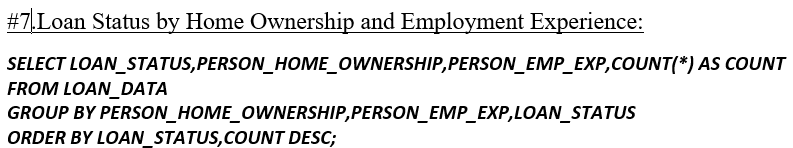 #7.Loan Status by Home Ownership and Employment Experience:
SELECT LOAN_STATUS,PERSON_HOME_OWNERSHIP,PERSON_EMP_EXP,COUNT(*) AS COUNT
FROM LOAN_DATA
GROUP BY PERSON_HOME_OWNERSHIP,PERSON_EMP_EXP,LOAN_STATUS
ORDER BY LOAN_STATUS,COUNT DESC;